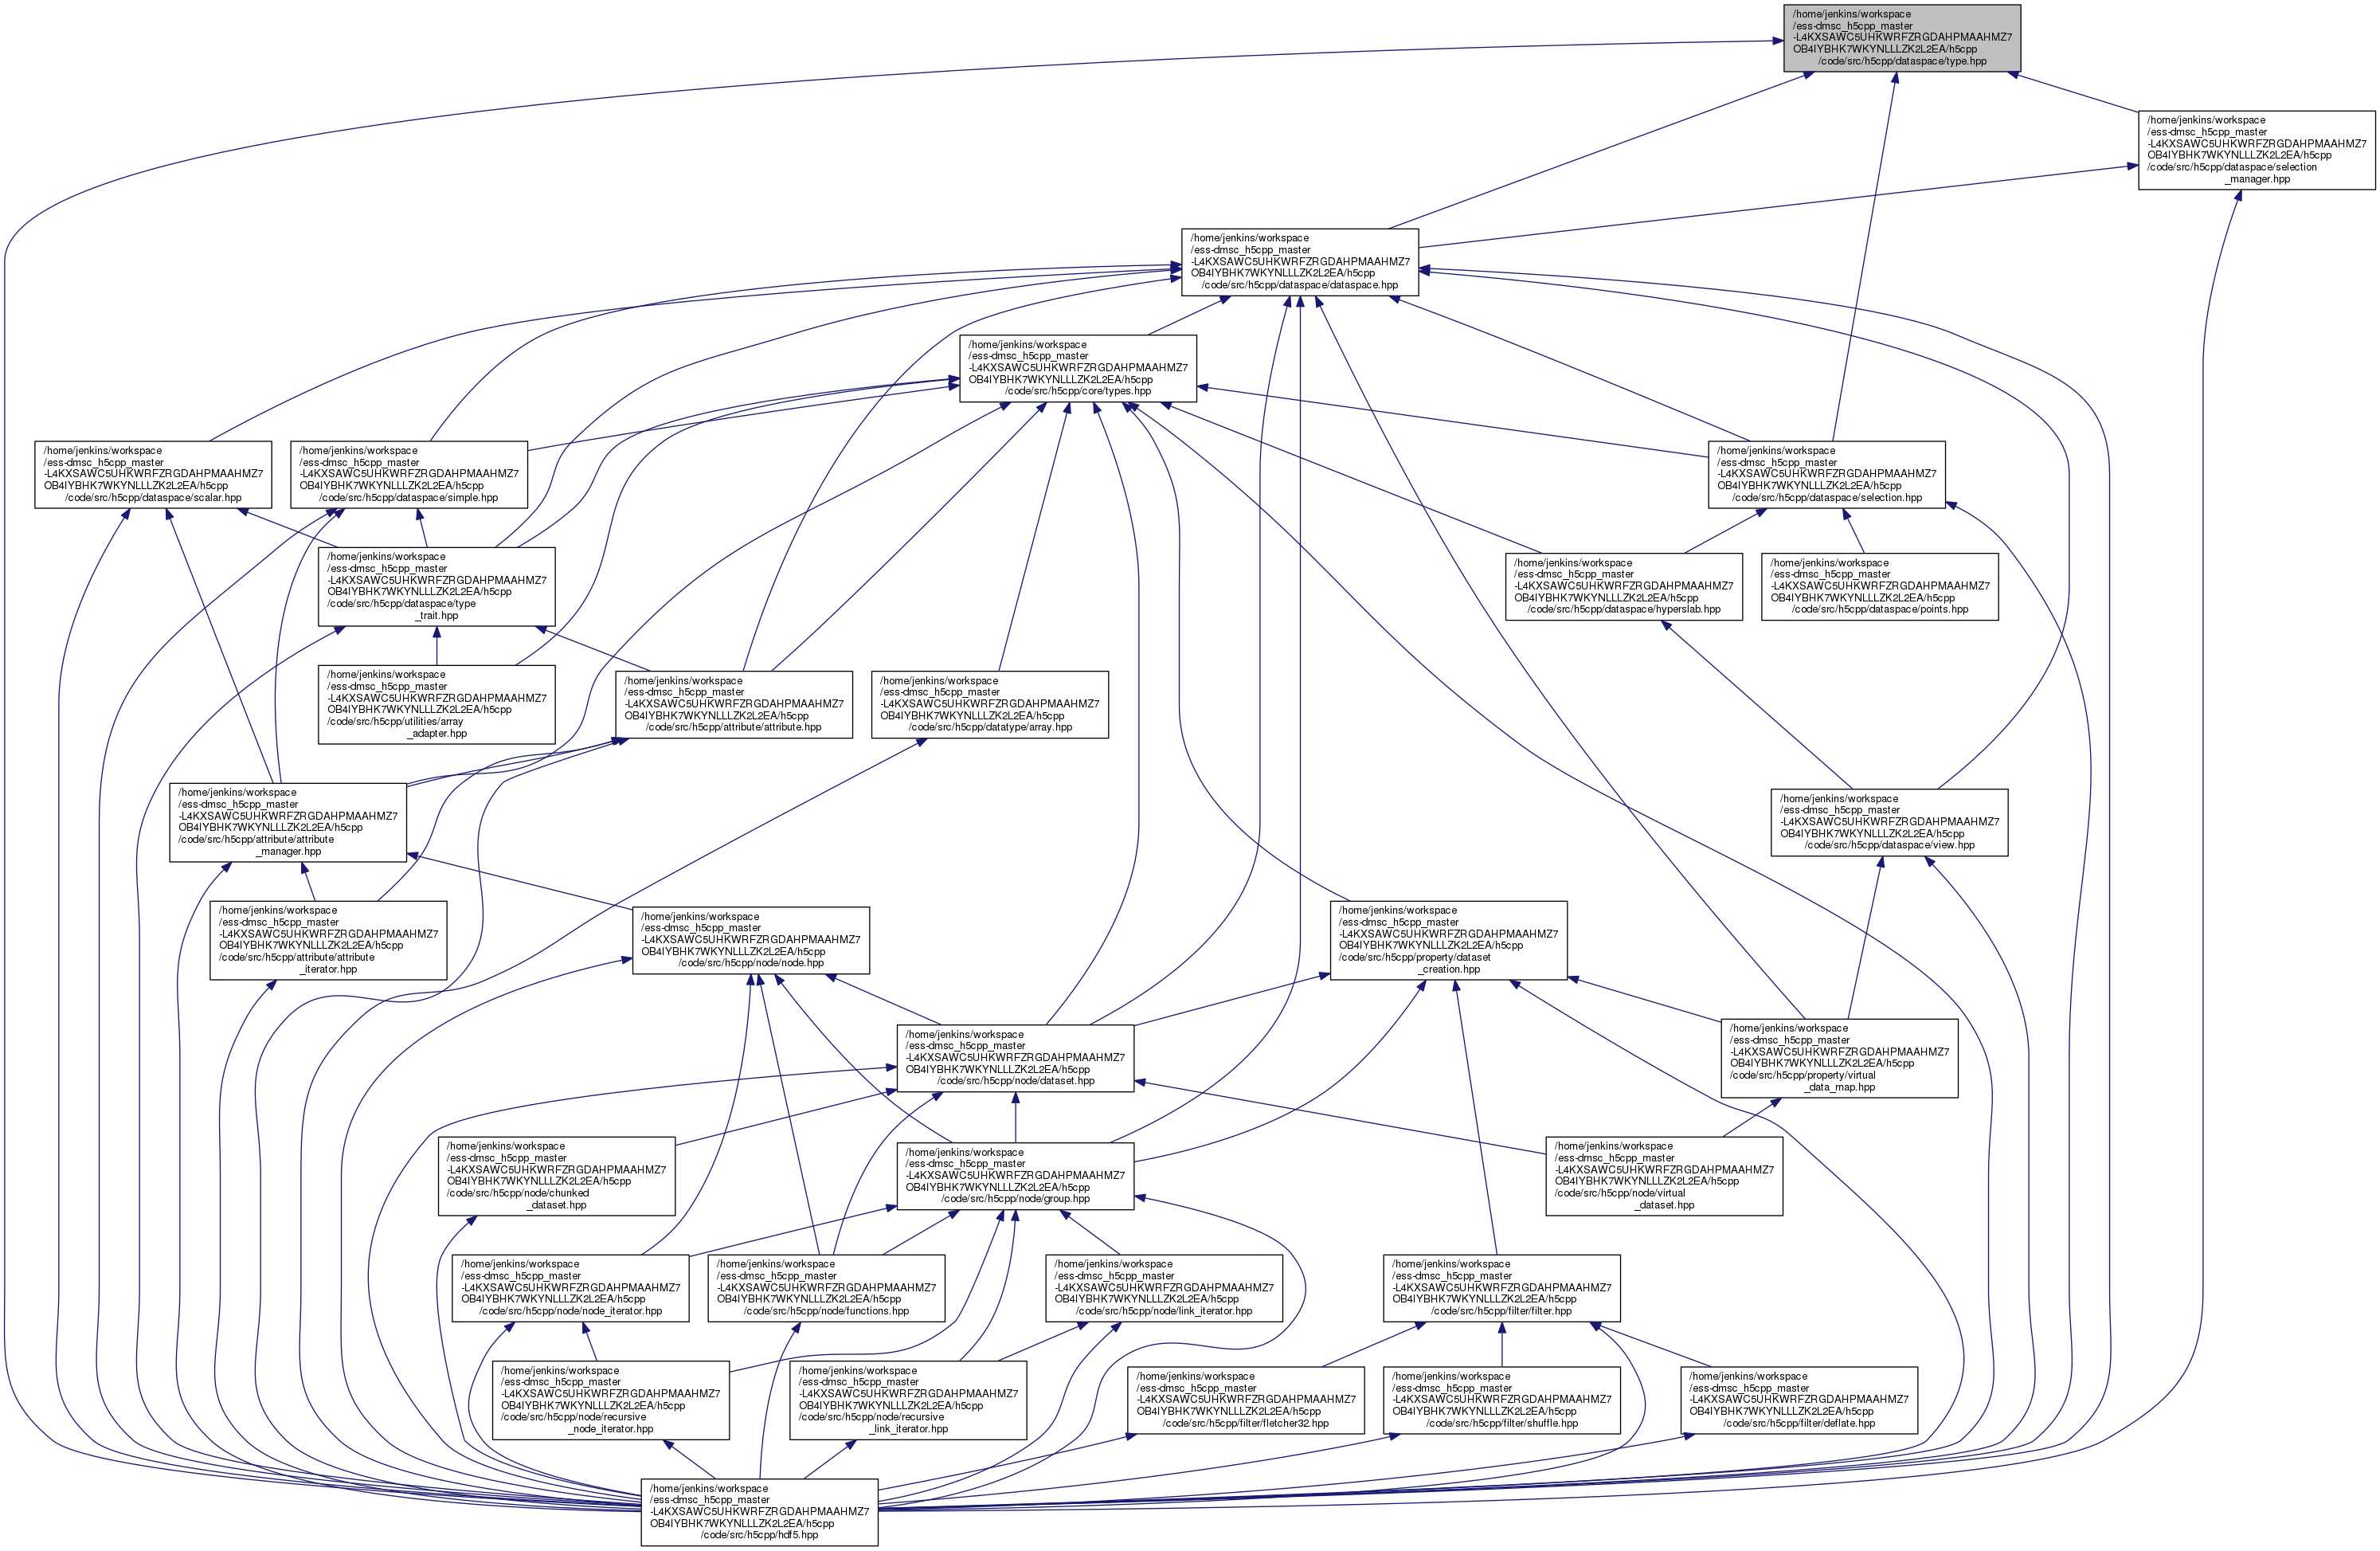 /home/jenkins/workspace
/ess-dmsc_h5cpp_master
-L4KXSAWC5UHKWRFZRGDAHPMAAHMZ7
OB4IYBHK7WKYNLLLZK2L2EA/h5cpp
/code/src/h5cpp/dataspace/type.hpp
/home/jenkins/workspace
/ess-dmsc_h5cpp_master
-L4KXSAWC5UHKWRFZRGDAHPMAAHMZ7
OB4IYBHK7WKYNLLLZK2L2EA/h5cpp
/code/src/h5cpp/dataspace/selection
_manager.hpp
/home/jenkins/workspace
/ess-dmsc_h5cpp_master
-L4KXSAWC5UHKWRFZRGDAHPMAAHMZ7
OB4IYBHK7WKYNLLLZK2L2EA/h5cpp
/code/src/h5cpp/dataspace/dataspace.hpp
/home/jenkins/workspace
/ess-dmsc_h5cpp_master
-L4KXSAWC5UHKWRFZRGDAHPMAAHMZ7
OB4IYBHK7WKYNLLLZK2L2EA/h5cpp
/code/src/h5cpp/core/types.hpp
/home/jenkins/workspace
/ess-dmsc_h5cpp_master
-L4KXSAWC5UHKWRFZRGDAHPMAAHMZ7
OB4IYBHK7WKYNLLLZK2L2EA/h5cpp
/code/src/h5cpp/dataspace/scalar.hpp
/home/jenkins/workspace
/ess-dmsc_h5cpp_master
-L4KXSAWC5UHKWRFZRGDAHPMAAHMZ7
OB4IYBHK7WKYNLLLZK2L2EA/h5cpp
/code/src/h5cpp/dataspace/simple.hpp
/home/jenkins/workspace
/ess-dmsc_h5cpp_master
-L4KXSAWC5UHKWRFZRGDAHPMAAHMZ7
OB4IYBHK7WKYNLLLZK2L2EA/h5cpp
/code/src/h5cpp/dataspace/selection.hpp
/home/jenkins/workspace
/ess-dmsc_h5cpp_master
-L4KXSAWC5UHKWRFZRGDAHPMAAHMZ7
OB4IYBHK7WKYNLLLZK2L2EA/h5cpp
/code/src/h5cpp/dataspace/type
_trait.hpp
/home/jenkins/workspace
/ess-dmsc_h5cpp_master
-L4KXSAWC5UHKWRFZRGDAHPMAAHMZ7
OB4IYBHK7WKYNLLLZK2L2EA/h5cpp
/code/src/h5cpp/dataspace/hyperslab.hpp
/home/jenkins/workspace
/ess-dmsc_h5cpp_master
-L4KXSAWC5UHKWRFZRGDAHPMAAHMZ7
OB4IYBHK7WKYNLLLZK2L2EA/h5cpp
/code/src/h5cpp/dataspace/points.hpp
/home/jenkins/workspace
/ess-dmsc_h5cpp_master
-L4KXSAWC5UHKWRFZRGDAHPMAAHMZ7
OB4IYBHK7WKYNLLLZK2L2EA/h5cpp
/code/src/h5cpp/utilities/array
_adapter.hpp
/home/jenkins/workspace
/ess-dmsc_h5cpp_master
-L4KXSAWC5UHKWRFZRGDAHPMAAHMZ7
OB4IYBHK7WKYNLLLZK2L2EA/h5cpp
/code/src/h5cpp/attribute/attribute.hpp
/home/jenkins/workspace
/ess-dmsc_h5cpp_master
-L4KXSAWC5UHKWRFZRGDAHPMAAHMZ7
OB4IYBHK7WKYNLLLZK2L2EA/h5cpp
/code/src/h5cpp/datatype/array.hpp
/home/jenkins/workspace
/ess-dmsc_h5cpp_master
-L4KXSAWC5UHKWRFZRGDAHPMAAHMZ7
OB4IYBHK7WKYNLLLZK2L2EA/h5cpp
/code/src/h5cpp/attribute/attribute
_manager.hpp
/home/jenkins/workspace
/ess-dmsc_h5cpp_master
-L4KXSAWC5UHKWRFZRGDAHPMAAHMZ7
OB4IYBHK7WKYNLLLZK2L2EA/h5cpp
/code/src/h5cpp/dataspace/view.hpp
/home/jenkins/workspace
/ess-dmsc_h5cpp_master
-L4KXSAWC5UHKWRFZRGDAHPMAAHMZ7
OB4IYBHK7WKYNLLLZK2L2EA/h5cpp
/code/src/h5cpp/attribute/attribute
_iterator.hpp
/home/jenkins/workspace
/ess-dmsc_h5cpp_master
-L4KXSAWC5UHKWRFZRGDAHPMAAHMZ7
OB4IYBHK7WKYNLLLZK2L2EA/h5cpp
/code/src/h5cpp/node/node.hpp
/home/jenkins/workspace
/ess-dmsc_h5cpp_master
-L4KXSAWC5UHKWRFZRGDAHPMAAHMZ7
OB4IYBHK7WKYNLLLZK2L2EA/h5cpp
/code/src/h5cpp/property/dataset
_creation.hpp
/home/jenkins/workspace
/ess-dmsc_h5cpp_master
-L4KXSAWC5UHKWRFZRGDAHPMAAHMZ7
OB4IYBHK7WKYNLLLZK2L2EA/h5cpp
/code/src/h5cpp/node/dataset.hpp
/home/jenkins/workspace
/ess-dmsc_h5cpp_master
-L4KXSAWC5UHKWRFZRGDAHPMAAHMZ7
OB4IYBHK7WKYNLLLZK2L2EA/h5cpp
/code/src/h5cpp/property/virtual
_data_map.hpp
/home/jenkins/workspace
/ess-dmsc_h5cpp_master
-L4KXSAWC5UHKWRFZRGDAHPMAAHMZ7
OB4IYBHK7WKYNLLLZK2L2EA/h5cpp
/code/src/h5cpp/node/chunked
_dataset.hpp
/home/jenkins/workspace
/ess-dmsc_h5cpp_master
-L4KXSAWC5UHKWRFZRGDAHPMAAHMZ7
OB4IYBHK7WKYNLLLZK2L2EA/h5cpp
/code/src/h5cpp/node/group.hpp
/home/jenkins/workspace
/ess-dmsc_h5cpp_master
-L4KXSAWC5UHKWRFZRGDAHPMAAHMZ7
OB4IYBHK7WKYNLLLZK2L2EA/h5cpp
/code/src/h5cpp/node/virtual
_dataset.hpp
/home/jenkins/workspace
/ess-dmsc_h5cpp_master
-L4KXSAWC5UHKWRFZRGDAHPMAAHMZ7
OB4IYBHK7WKYNLLLZK2L2EA/h5cpp
/code/src/h5cpp/node/node_iterator.hpp
/home/jenkins/workspace
/ess-dmsc_h5cpp_master
-L4KXSAWC5UHKWRFZRGDAHPMAAHMZ7
OB4IYBHK7WKYNLLLZK2L2EA/h5cpp
/code/src/h5cpp/node/functions.hpp
/home/jenkins/workspace
/ess-dmsc_h5cpp_master
-L4KXSAWC5UHKWRFZRGDAHPMAAHMZ7
OB4IYBHK7WKYNLLLZK2L2EA/h5cpp
/code/src/h5cpp/node/link_iterator.hpp
/home/jenkins/workspace
/ess-dmsc_h5cpp_master
-L4KXSAWC5UHKWRFZRGDAHPMAAHMZ7
OB4IYBHK7WKYNLLLZK2L2EA/h5cpp
/code/src/h5cpp/filter/filter.hpp
/home/jenkins/workspace
/ess-dmsc_h5cpp_master
-L4KXSAWC5UHKWRFZRGDAHPMAAHMZ7
OB4IYBHK7WKYNLLLZK2L2EA/h5cpp
/code/src/h5cpp/node/recursive
_node_iterator.hpp
/home/jenkins/workspace
/ess-dmsc_h5cpp_master
-L4KXSAWC5UHKWRFZRGDAHPMAAHMZ7
OB4IYBHK7WKYNLLLZK2L2EA/h5cpp
/code/src/h5cpp/node/recursive
_link_iterator.hpp
/home/jenkins/workspace
/ess-dmsc_h5cpp_master
-L4KXSAWC5UHKWRFZRGDAHPMAAHMZ7
OB4IYBHK7WKYNLLLZK2L2EA/h5cpp
/code/src/h5cpp/filter/fletcher32.hpp
/home/jenkins/workspace
/ess-dmsc_h5cpp_master
-L4KXSAWC5UHKWRFZRGDAHPMAAHMZ7
OB4IYBHK7WKYNLLLZK2L2EA/h5cpp
/code/src/h5cpp/filter/shuffle.hpp
/home/jenkins/workspace
/ess-dmsc_h5cpp_master
-L4KXSAWC5UHKWRFZRGDAHPMAAHMZ7
OB4IYBHK7WKYNLLLZK2L2EA/h5cpp
/code/src/h5cpp/filter/deflate.hpp
/home/jenkins/workspace
/ess-dmsc_h5cpp_master
-L4KXSAWC5UHKWRFZRGDAHPMAAHMZ7
OB4IYBHK7WKYNLLLZK2L2EA/h5cpp
/code/src/h5cpp/hdf5.hpp